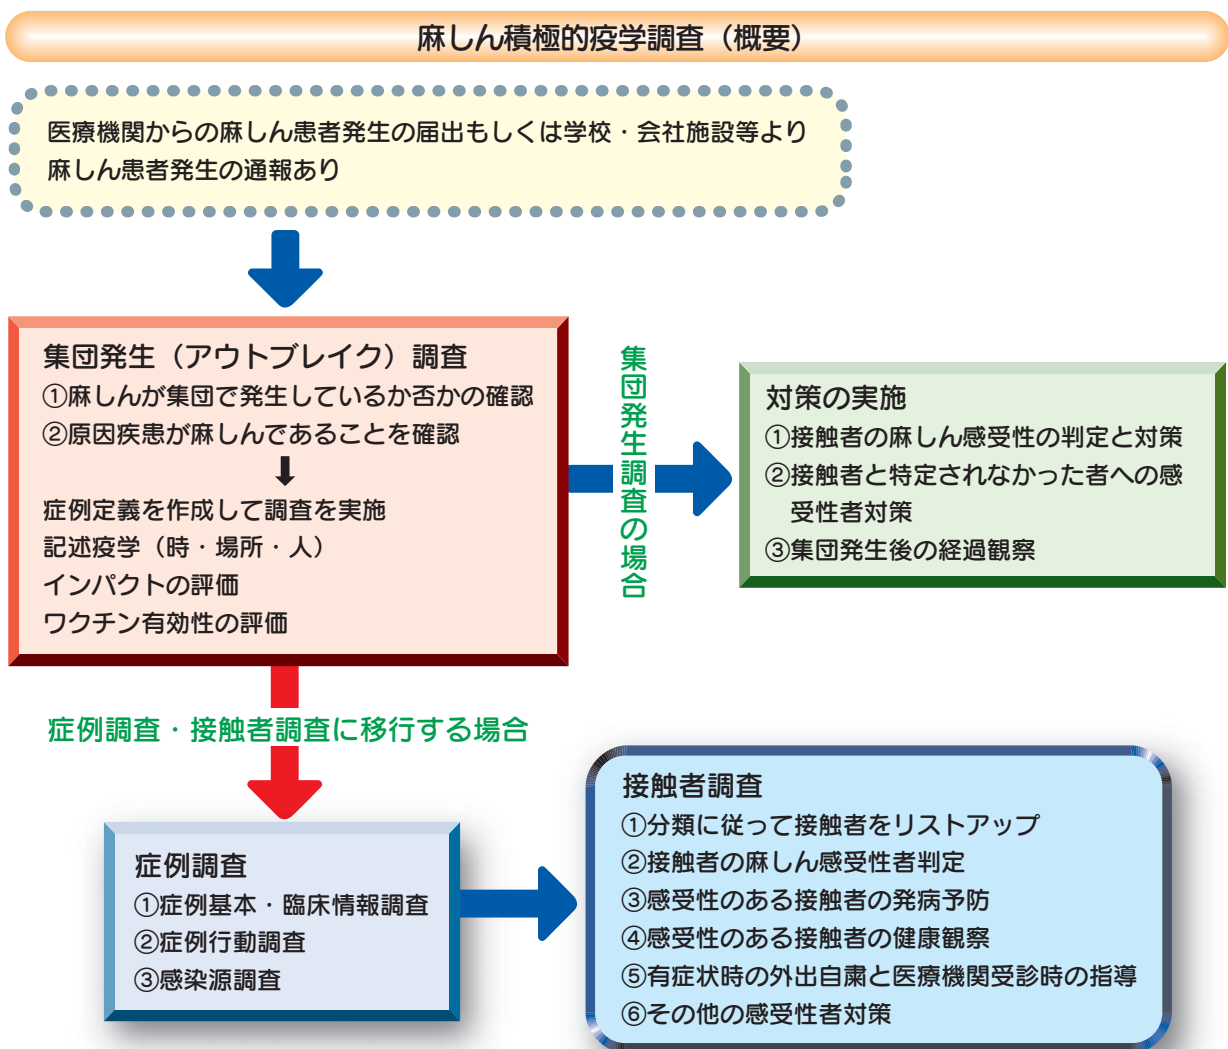 麻しん積極的疫学調査（概要）
医療機関からの麻しん患者発生の届出もしくは学校・会社施設等より
麻しん患者発生の通報あり
集団発生（アウトブレイク）調査
①麻しんが集団で発生しているか否かの確認
②原因疾患が麻しんであることを確認
症例定義を作成して調査を実施
記述疫学（時・場所・人）
インパクトの評価
ワクチン有効性の評価
集団発生調査の場合
対策の実施
①接触者の麻しん感受性の判定と対策
②接触者と特定されなかった者への感
受性者対策
③集団発生後の経過観察
症例調査・接触者調査に移行する場合
症例調査
①症例基本・臨床情報調査
②症例行動調査
③感染源調査
接触者調査
①分類に従って接触者をリストアップ
②接触者の麻しん感受性者判定
③感受性のある接触者の発病予防
④感受性のある接触者の健康観察
⑤有症状時の外出自粛と医療機関受診時の指導
⑥その他の感受性者対策